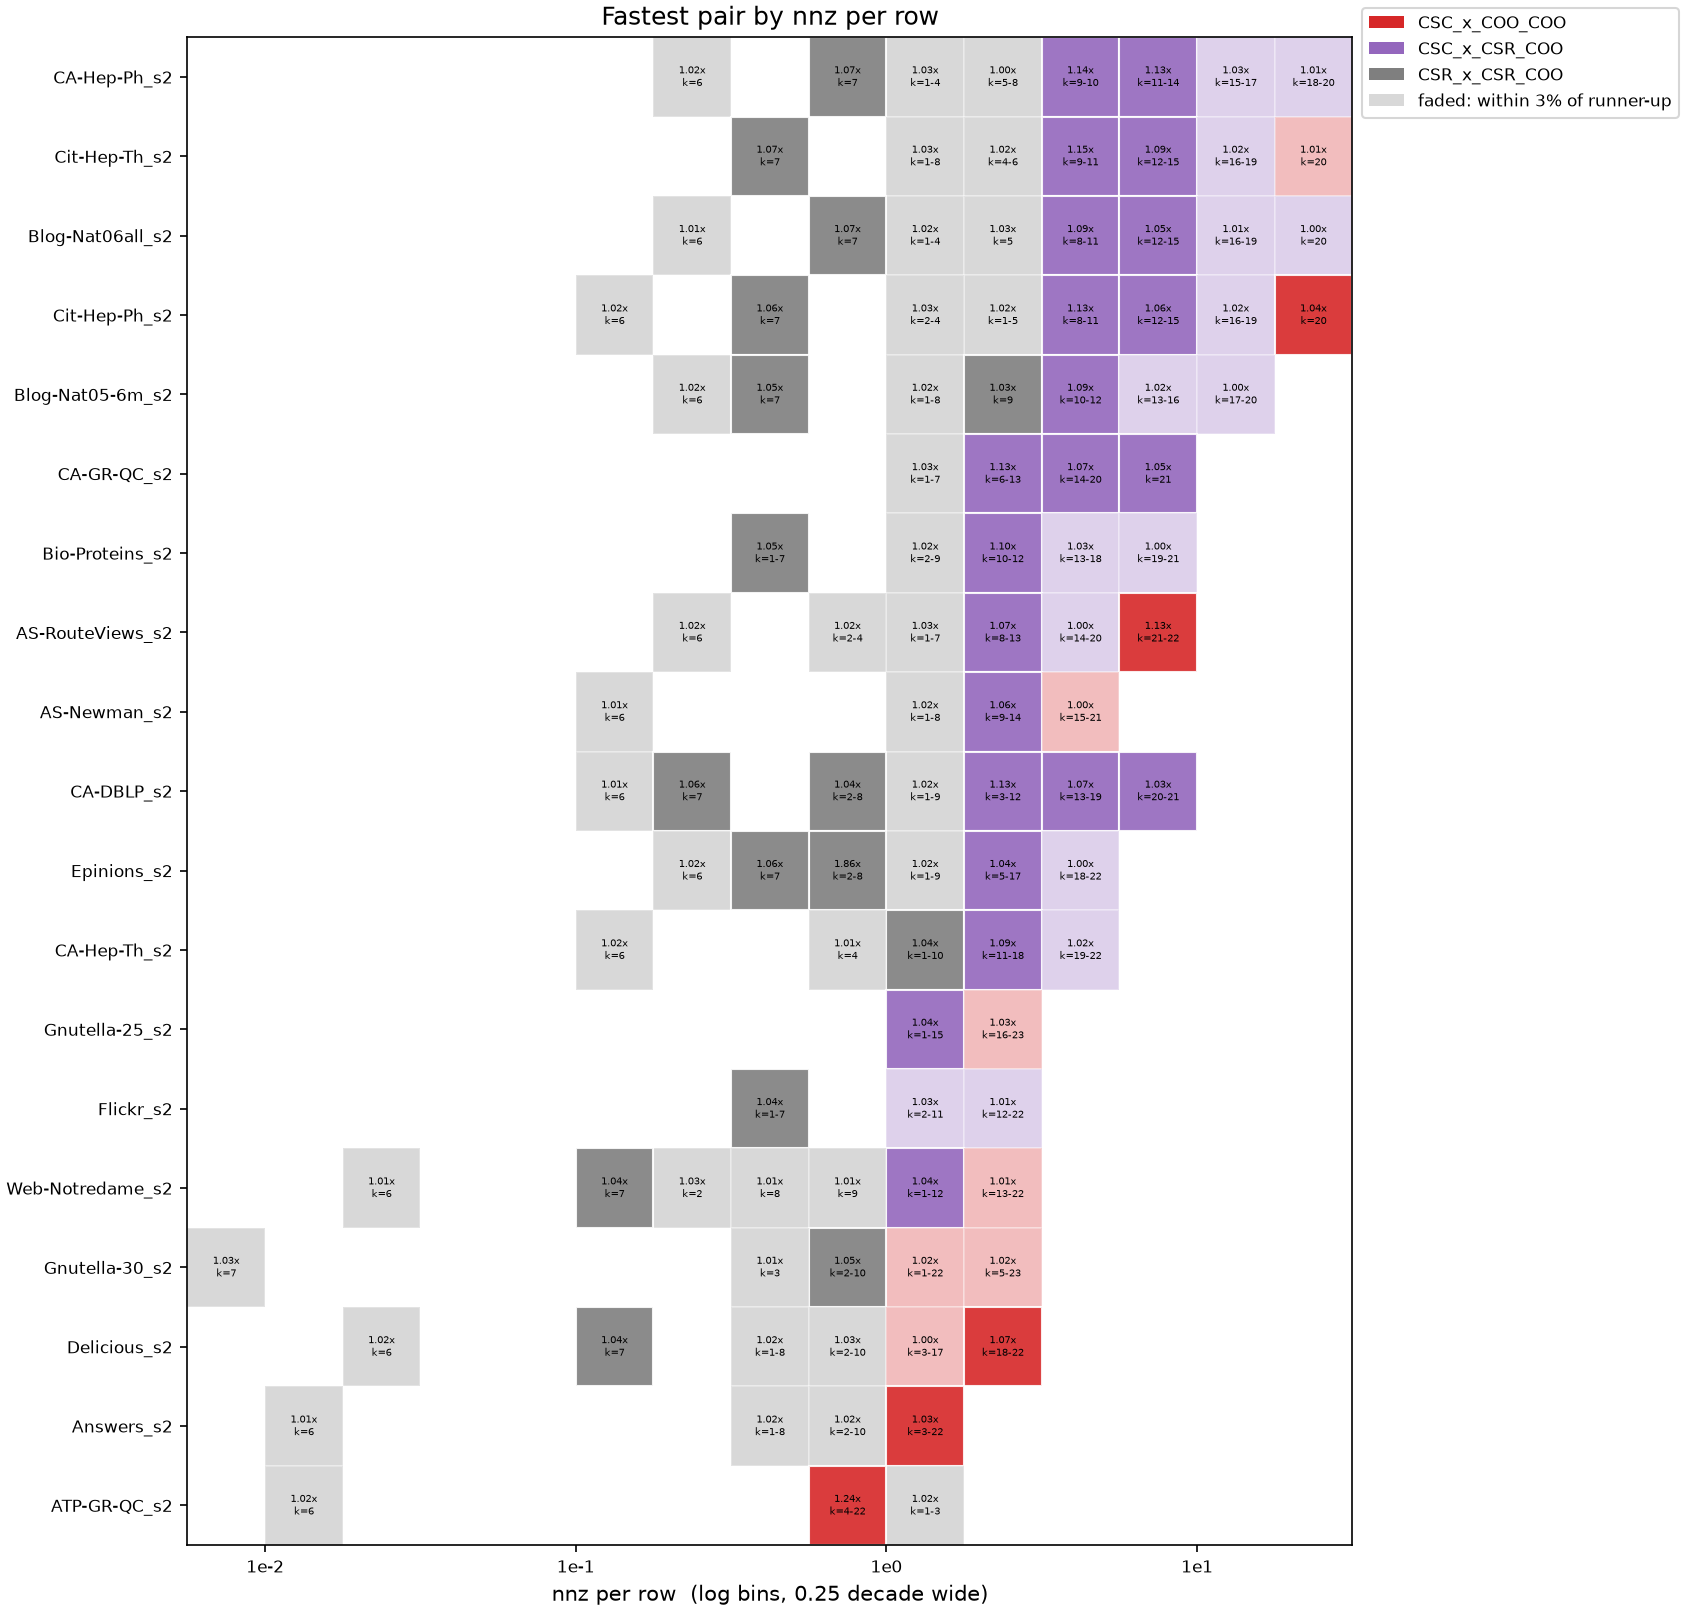 Fastest pair by nnz per row
CSC_x_COO_COO
CSC_x_CSR_COO
CSR_x_CSR_COO
faded: within 3% of runner-up
CA-Hep-Ph_s2
1.02x
k=6
1.07x
k=7
1.03x
k=1-4
1.00x
k=5-8
1.14x
k=9-10
1.13x
k=11-14
1.03x
k=15-17
1.01x
k=18-20
Cit-Hep-Th_s2
1.07x
k=7
1.03x
k=1-8
1.02x
k=4-6
1.15x
k=9-11
1.09x
k=12-15
1.02x
k=16-19
1.01x
k=20
Blog-Nat06all_s2
1.01x
k=6
1.07x
k=7
1.02x
k=1-4
1.03x
k=5
1.09x
k=8-11
1.05x
k=12-15
1.01x
k=16-19
1.00x
k=20
Cit-Hep-Ph_s2
1.02x
k=6
1.06x
k=7
1.03x
k=2-4
1.02x
k=1-5
1.13x
k=8-11
1.06x
k=12-15
1.02x
k=16-19
1.04x
k=20
Blog-Nat05-6m_s2
1.02x
k=6
1.05x
k=7
1.02x
k=1-8
1.03x
k=9
1.09x
k=10-12
1.02x
k=13-16
1.00x
k=17-20
CA-GR-QC_s2
1.03x
k=1-7
1.13x
k=6-13
1.07x
k=14-20
1.05x
k=21
Bio-Proteins_s2
1.05x
k=1-7
1.02x
k=2-9
1.10x
k=10-12
1.03x
k=13-18
1.00x
k=19-21
AS-RouteViews_s2
1.02x
k=6
1.02x
k=2-4
1.03x
k=1-7
1.07x
k=8-13
1.00x
k=14-20
1.13x
k=21-22
AS-Newman_s2
1.01x
k=6
1.02x
k=1-8
1.06x
k=9-14
1.00x
k=15-21
CA-DBLP_s2
1.01x
k=6
1.06x
k=7
1.04x
k=2-8
1.02x
k=1-9
1.13x
k=3-12
1.07x
k=13-19
1.03x
k=20-21
Epinions_s2
1.02x
k=6
1.06x
k=7
1.86x
k=2-8
1.02x
k=1-9
1.04x
k=5-17
1.00x
k=18-22
CA-Hep-Th_s2
1.02x
k=6
1.01x
k=4
1.04x
k=1-10
1.09x
k=11-18
1.02x
k=19-22
Gnutella-25_s2
1.04x
k=1-15
1.03x
k=16-23
Flickr_s2
1.04x
k=1-7
1.03x
k=2-11
1.01x
k=12-22
Web-Notredame_s2
1.01x
k=6
1.04x
k=7
1.03x
k=2
1.01x
k=8
1.01x
k=9
1.04x
k=1-12
1.01x
k=13-22
Gnutella-30_s2
1.03x
k=7
1.01x
k=3
1.05x
k=2-10
1.02x
k=1-22
1.02x
k=5-23
Delicious_s2
1.02x
k=6
1.04x
k=7
1.02x
k=1-8
1.03x
k=2-10
1.00x
k=3-17
1.07x
k=18-22
Answers_s2
1.01x
k=6
1.02x
k=1-8
1.02x
k=2-10
1.03x
k=3-22
ATP-GR-QC_s2
1.02x
k=6
1.24x
k=4-22
1.02x
k=1-3
1e-2
1e-1
1e0
1e1
nnz per row  (log bins, 0.25 decade wide)